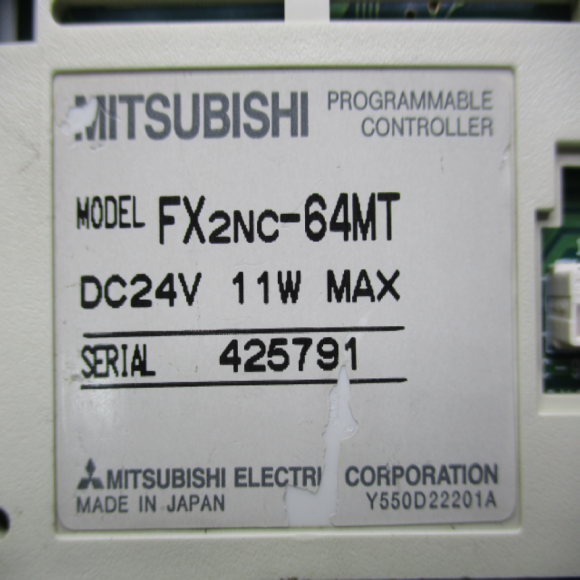 MITSUBISHI PROGRAMMABLE CONTROLLER
MODEL FX2NC-64MT
DC24V 11W MAX
SERIAL 425791
MITSUBISHI ELECTRI CORPORATION
MADE IN JAPAN Y550D22201A